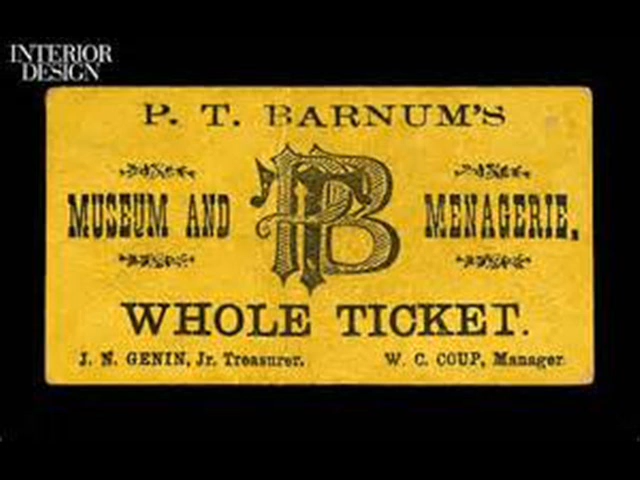 INTERIOR
DESIGN
P. T. BARNUM'S
MUSEUM AND PTB MENAGERIE.
WHOLE TICKET.
J. N. GENIN, Jr. Treasurer. W. C. COUP, Manager